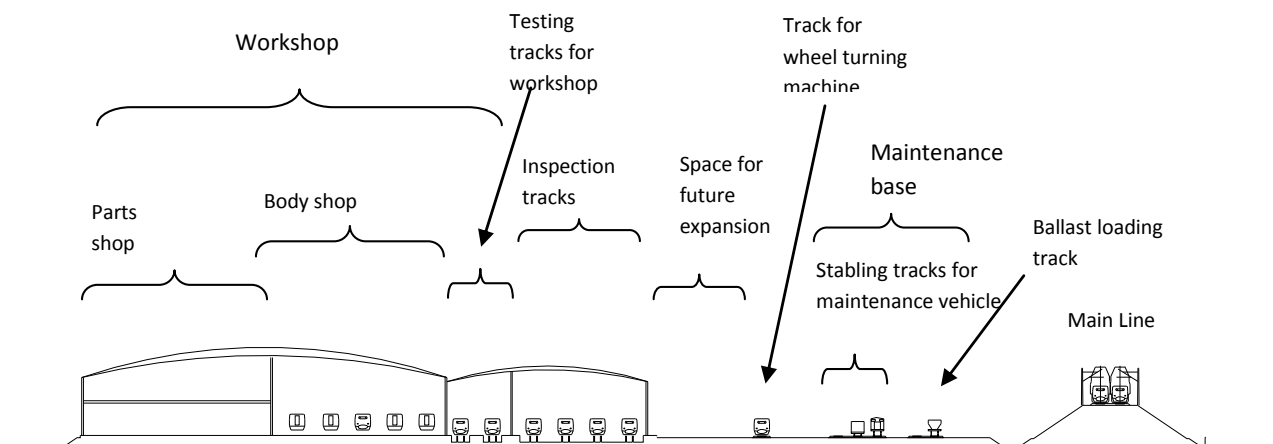 Workshop
Testing
tracks for
workshop
Track for
wheel turning
machine
Parts
shop
Body shop
Inspection
tracks
Space for
future
expansion
Maintenance
base
Stabling tracks for
maintenance vehicle
Ballast loading
track
Main Line